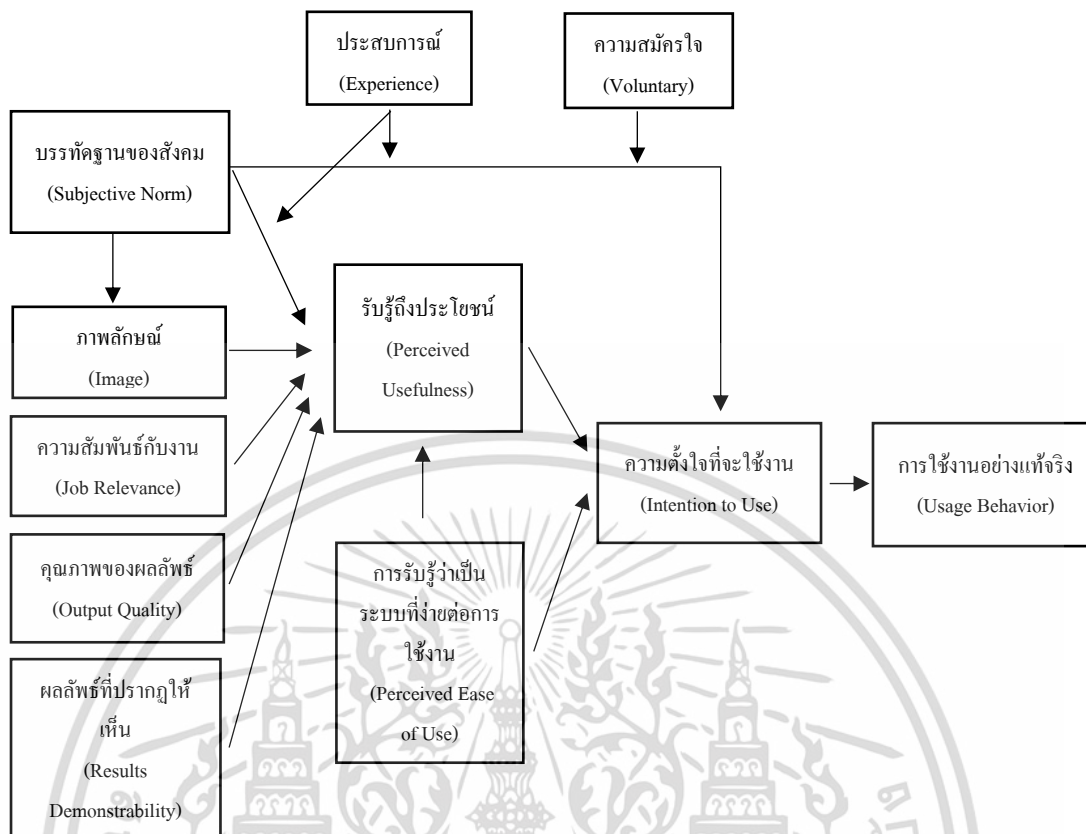 ประสบการณ์
(Experience)
ความสมัครใจ
(Voluntary)
บรรทัดฐานของสังคม
(Subjective Norm)
รับรู้ถึงประโยชน์
(Perceived
Usefulness)
ภาพลักษณ์
(Image)
ความสัมพันธ์กับงาน
(Job Relevance)
ความตั้งใจที่จะใช้งาน
(Intention to Use)
การใช้งานอย่างแท้จริง
(Usage Behavior)
คุณภาพของผลลัพธ์
(Output Quality)
การรับรู้ว่าเป็น
ระบบที่ง่ายต่อการ
ใช้งาน
(Perceived Ease
of Use)
ผลลัพธ์ที่ปรากฏให้
เห็น
(Results
Demonstrability)